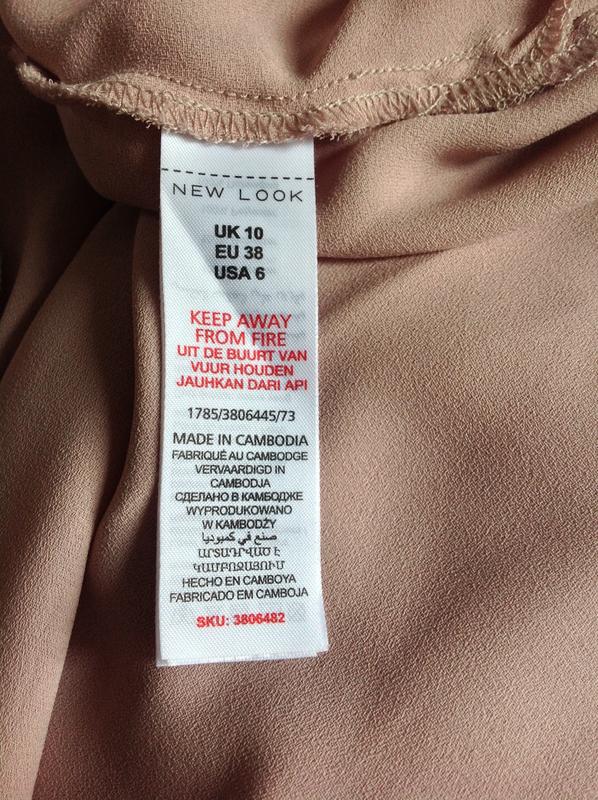 NEW LOOK
UK 10
EU 38
USA 6
KEEP AWAY
FROM FIRE
UIT DE BUURT VAN
VUUR HOUDEN
JAUHKAN DARI API
1785/3806445/73
MADE IN CAMBODIA
FABRIQUÉ AU CAMBODGE
VERVAARDIGD IN
CAMBODJA
СДЕЛАНО В КАМБОДЖЕ
WYPRODUKOWANO
W KAMBODŻY
صنع في كمبوديا
ԱՐՏԱԴՐՎԱԾ Է
ԿԱՄԲՈՋԱՅՈՒՄ
HECHO EN CAMBOYA
FABRICADO EM CAMBOJA
SKU: 3806482